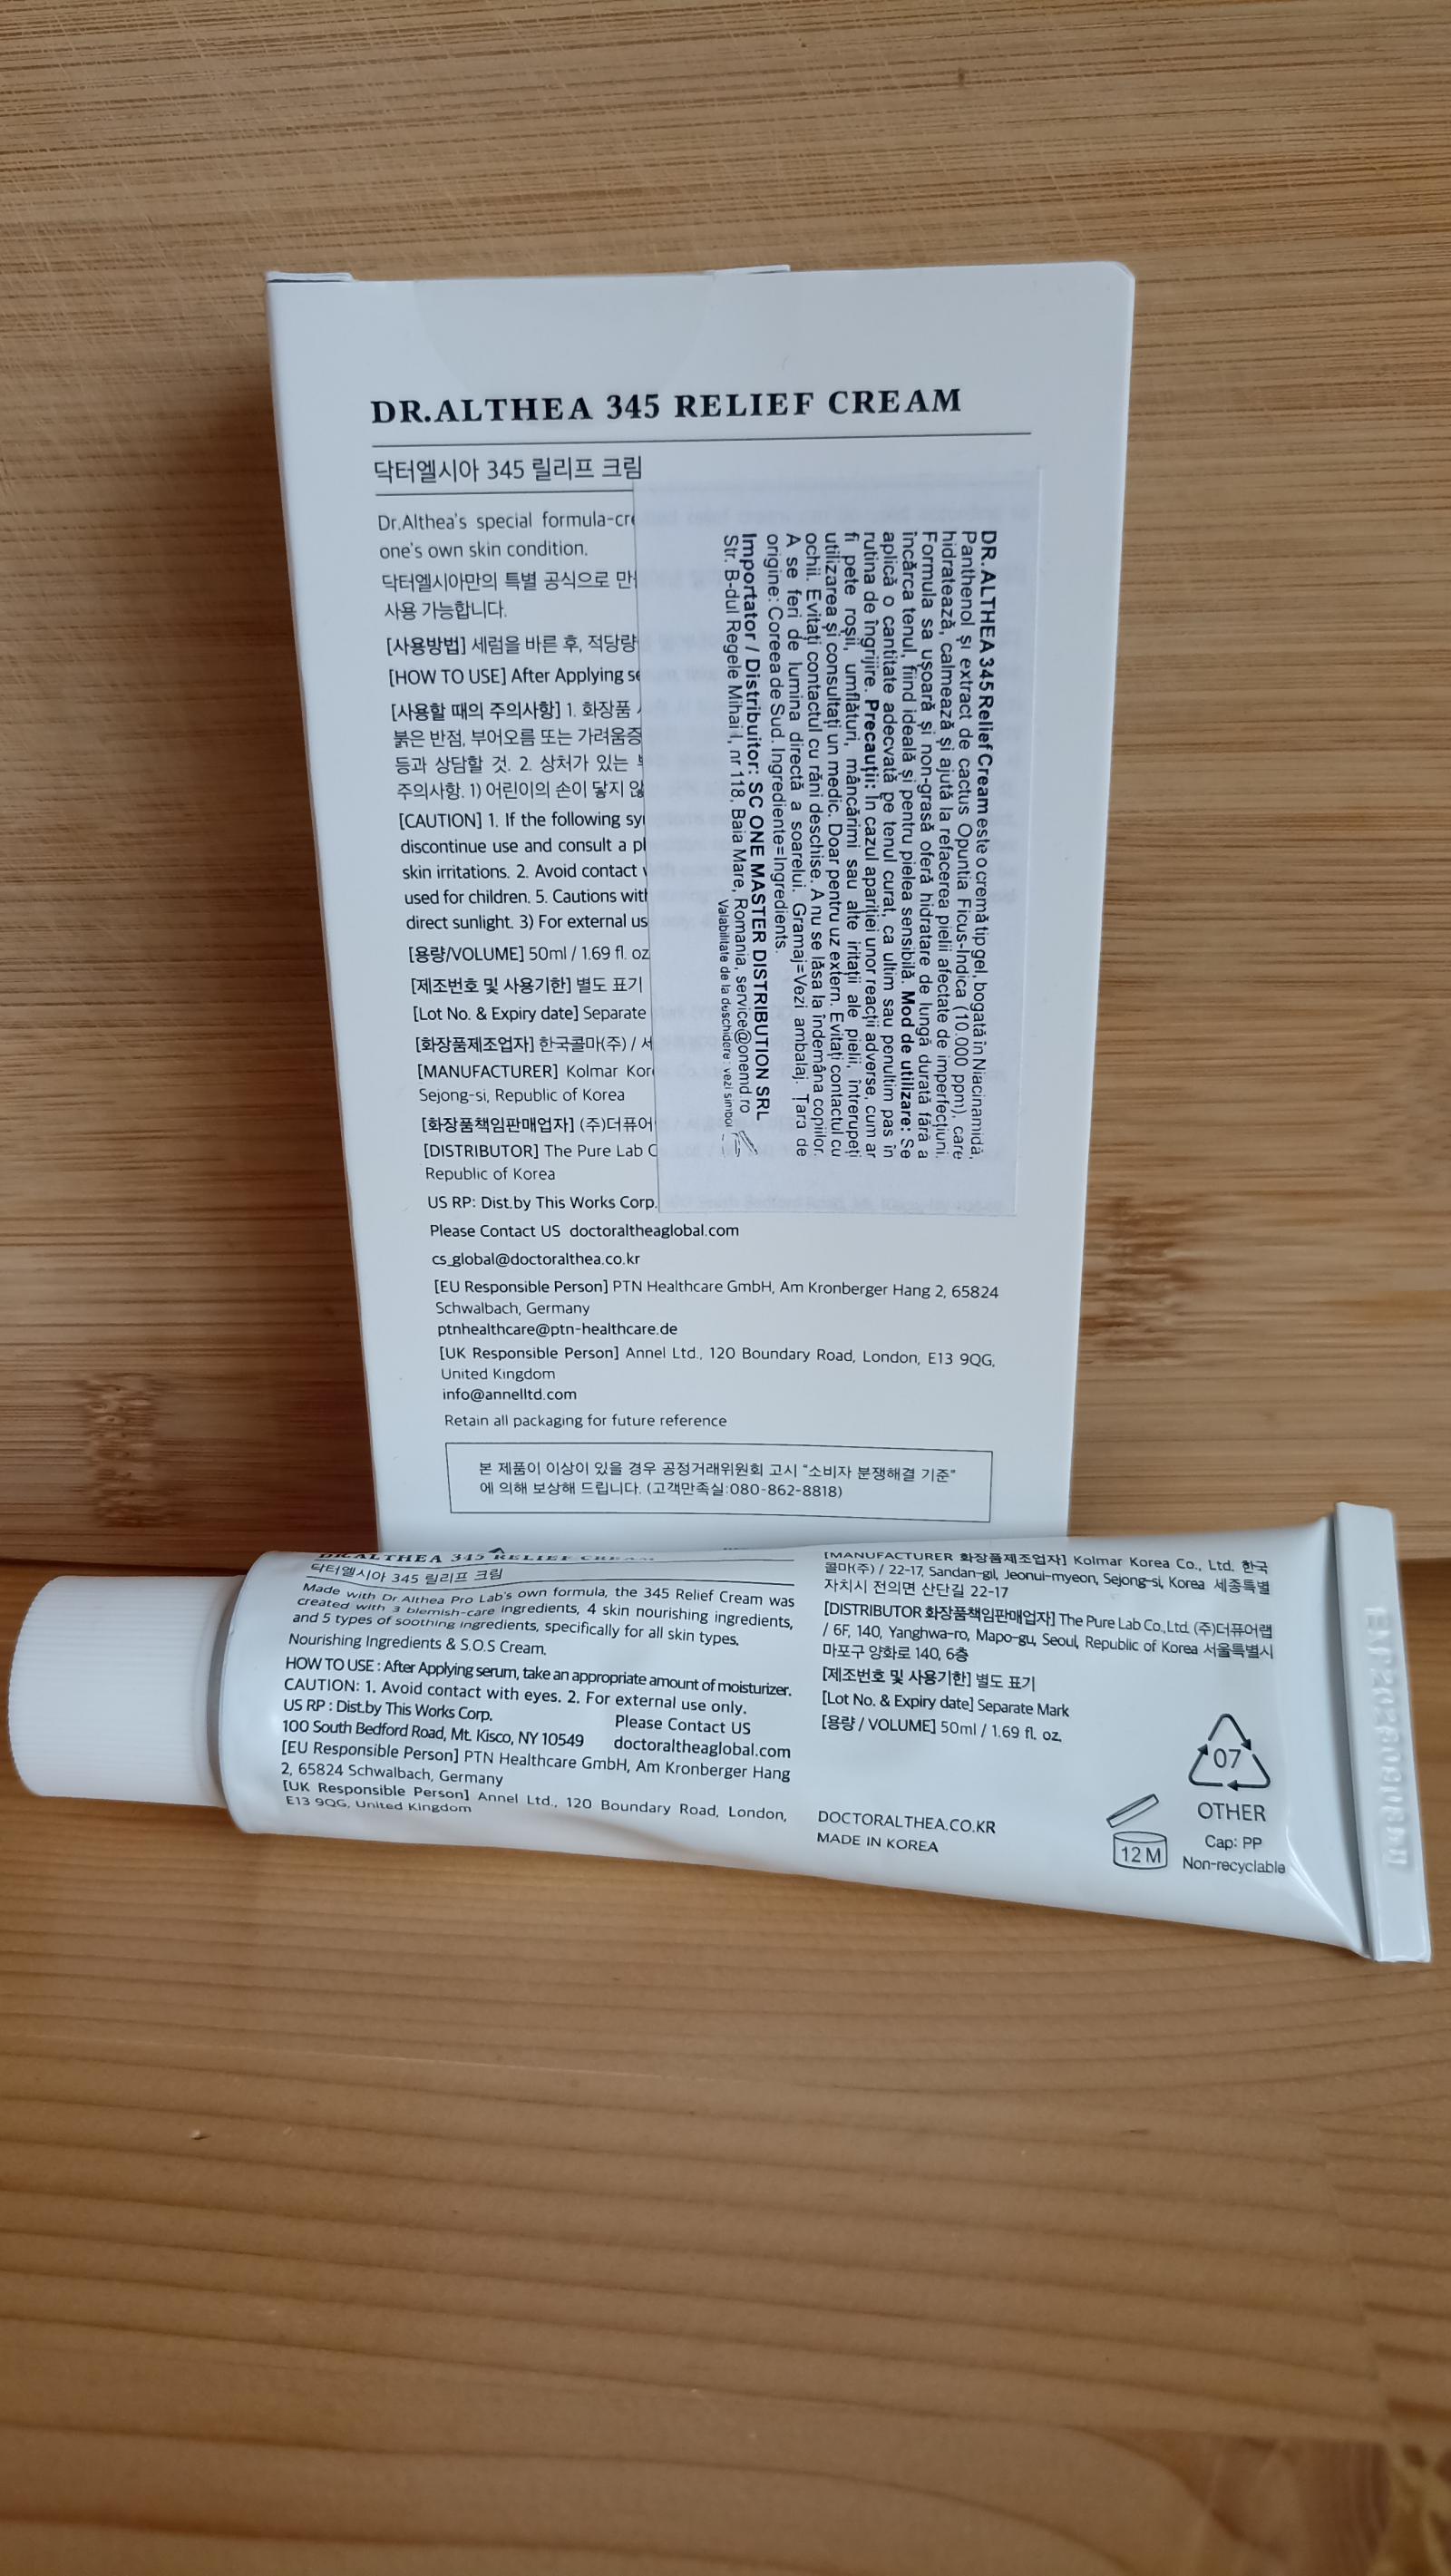 DR.ALTHEA 345 RELIEF CREAM
닥터엘시아 345 릴리프 크림
Dr.Althea's special formula-cre
one's own skin condition.
닥터엘시아만의 특별 공식으로 만
사용 가능합니다.
[사용방법] 세럼을 바른 후, 적당량
[HOW TO USE] After Applying se
[사용할 때의 주의사항] 1. 화장품
붉은 반점, 부어오름 또는 가려움증
등과 상담할 것. 2. 상처가 있는
주의사항. 1) 어린이의 손이 닿지 않
[CAUTION] 1. If the following sy
discontinue use and consult a
skin irritations. 2. Avoid contact
used for children. 5. Cautions
direct sunlight. 3) For external us
[용량/VOLUME] 50ml / 1.69 fl. oz
[제조번호 및 사용기한] 별도 표기
[Lot No. & Expiry date] Separate
[화장품제조업자] 한국콜마(주) / 세
[MANUFACTURER] Kolmar Kor
Sejong-si, Republic of Korea
[화장품책임판매업자] (주)더퓨어
[DISTRIBUTOR] The Pure Lab C
Republic of Korea
US RP: Dist.by This Works Corp.
Please Contact US doctoraltheaglobal.com
cs_global@doctoralthea.co.kr
[EU Responsible Person] PTN Healthcare GmbH, Am Kronberger Hang 2, 65824
Schwalbach, Germany
ptnhealthcare@ptn-healthcare.de
[UK Responsible Person] Annel Ltd., 120 Boundary Road, London, E13 9QG,
United Kingdom
info@annelltd.com
Retain all packaging for future reference
본 제품이 이상이 있을 경우 공정거래위원회 고시 "소비자 분쟁해결 기준"
에 의해 보상해 드립니다. (고객만족실:080-862-8818)
DR. ALTHEA 345 Relief Cream este o cremă tip gel, bogată în Niacinamidă,
Panthenol și extract de cactus Opuntia Ficus-Indica (10.000 ppm), care
hidratează, calmează și ajută la refacerea pielii afectate de imperfecțiuni.
Formula sa ușoară și non-grasă oferă hidratare de lungă durată fără a
încărca tenul, fiind ideală și pentru pielea sensibilă. Mod de utilizare: Se
aplică o cantitate adecvată pe tenul curat, ca ultim sau penultim pas în
rutina de îngrijire. Precauții: În cazul apariției unor reacții adverse, cum ar
fi pete roșii, umflături, mâncărimi sau alte iritații ale pielii, întrerupeți
utilizarea și consultați un medic. Doar pentru uz extern. Evitați contactul cu
ochii. Evitați contactul cu răni deschise. A nu se lăsa la îndemâna copiilor.
A se feri de lumina directă a soarelui. Gramaj=Vezi ambalaj. Țara de
origine: Coreea de Sud. Ingrediente=Ingredients.
Importator / Distribuitor: SC ONE MASTER DISTRIBUTION SRL
Str. B-dul Regele Mihai I, nr 118, Baia Mare, Romania, service@onemd.ro
Valabilitate de la deschidere: vezi simbol
DR.ALTHEA 345 RELIEF CREAM
닥터엘시아 345 릴리프 크림
Made with Dr Althea Pro Lab's own formula, the 345 Relief Cream was
created with 3 blemish-care ingredients, 4 skin nourishing ingredients,
and 5 types of soothing ingredients, specifically for all skin types.
Nourishing Ingredients & S.O.S Cream.
HOW TO USE : After Applying serum, take an appropriate amount of moisturizer.
CAUTION: 1. Avoid contact with eyes. 2. For external use only.
US RP : Dist.by This Works Corp.
100 South Bedford Road, Mt. Kisco, NY 10549
Please Contact US
doctoraltheaglobal.com
[EU Responsible Person] PTN Healthcare GmbH, Am Kronberger Hang
2, 65824 Schwalbach, Germany
[UK Responsible Person] Annel Ltd., 120 Boundary Road, London,
E13 9QG, United Kingdom
[MANUFACTURER 화장품제조업자] Kolmar Korea Co., Ltd. 한국
콜마(주) / 22-17, Sandan-gil, Jeonui-myeon, Sejong-si, Korea 세종특별
자치시 전의면 산단길 22-17
[DISTRIBUTOR 화장품책임판매업자] The Pure Lab Co.,Ltd. (주)더퓨어랩
/ 6F, 140, Yanghwa-ro, Mapo-gu, Seoul, Republic of Korea 서울특별시
마포구 양화로 140, 6층
[제조번호 및 사용기한] 별도 표기
[Lot No. & Expiry date] Separate Mark
[용량 / VOLUME] 50ml / 1.69 fl. oz.
DOCTORALTHEA.CO.KR
MADE IN KOREA
12 M
07
OTHER
Cap: PP
Non-recyclable